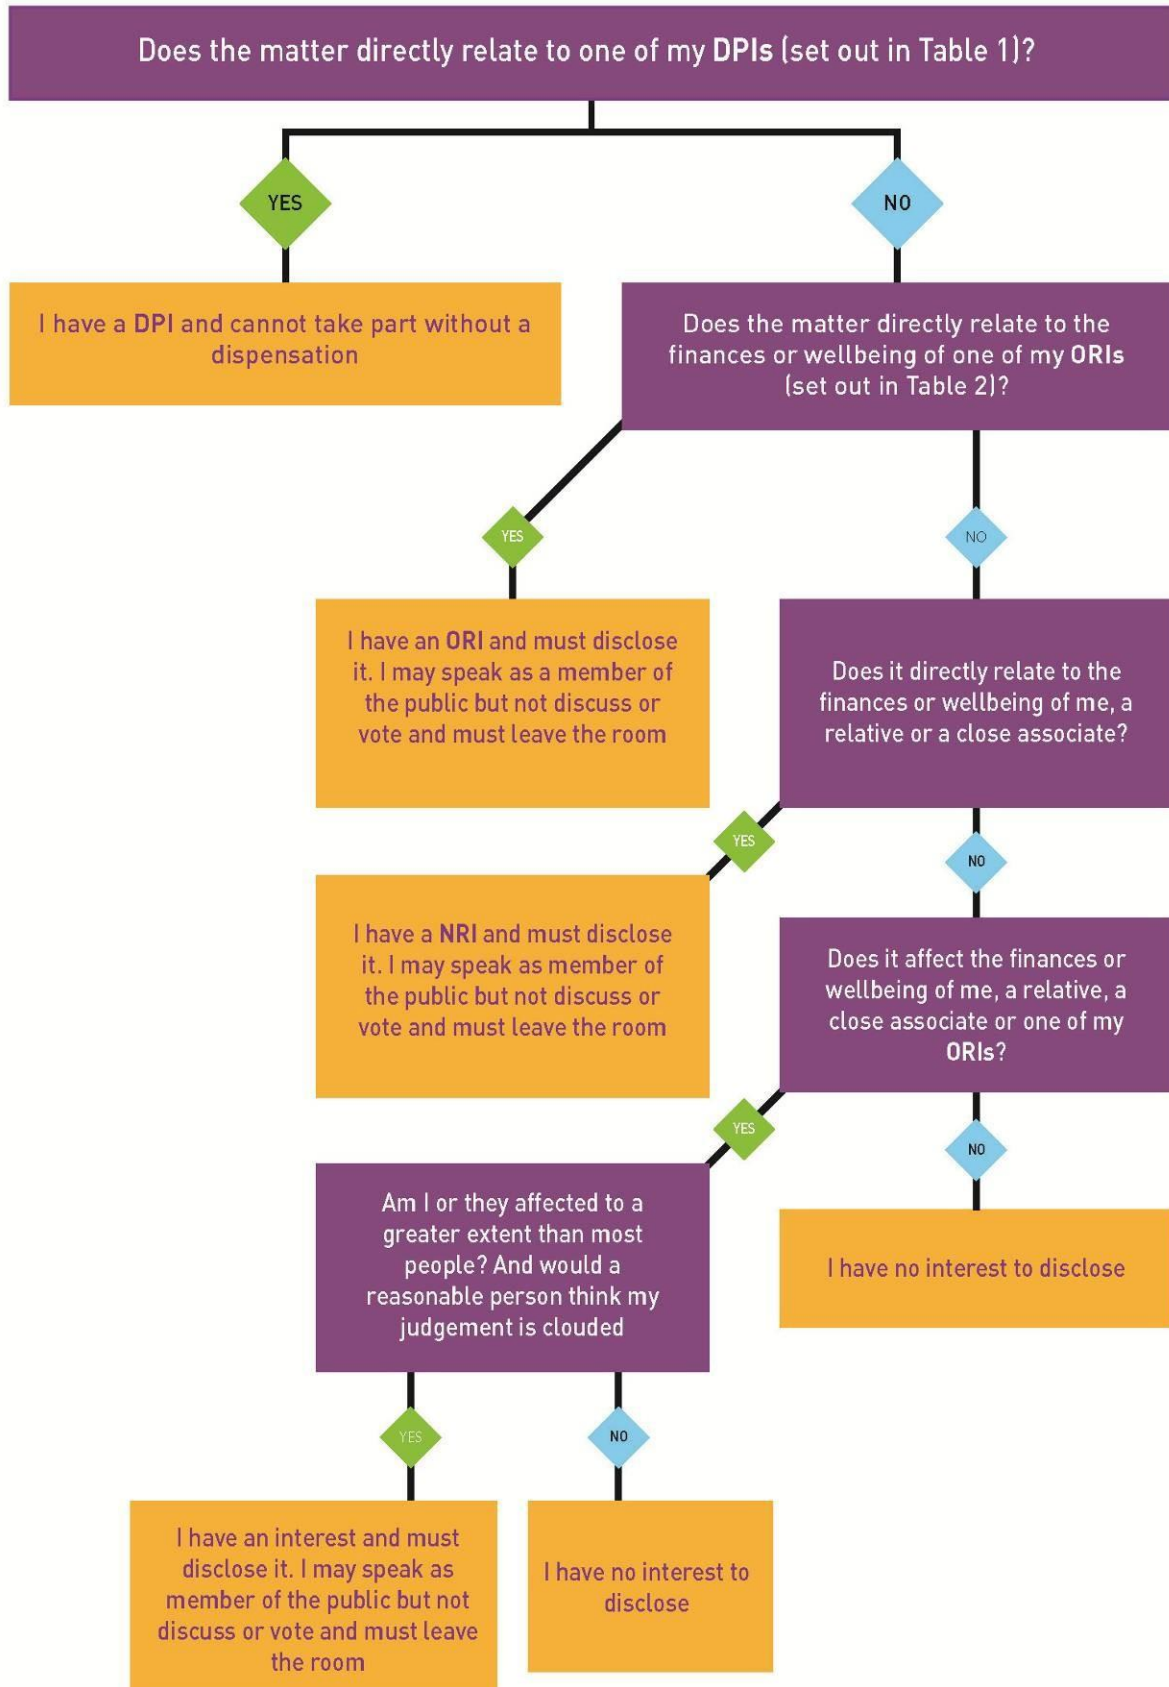 Does the matter directly relate to one of my DPIs (set out in Table 1)?
YES
NO
I have a DPI and cannot take part without a
dispensation
Does the matter directly relate to the
finances or wellbeing of one of my ORIs
(set out in Table 2)?
YES
NO
I have an ORI and must disclose
it. I may speak as a member of
the public but not discuss or
vote and must leave the room
Does it directly relate to the
finances or wellbeing of me, a
relative or a close associate?
YES
NO
I have a NRI and must disclose
it. I may speak as member of
the public but not discuss or
vote and must leave the room
Does it affect the finances or
wellbeing of me, a relative, a
close associate or one of my
ORIs?
YES
NO
Am I or they affected to a
greater extent than most
people? And would a
reasonable person think my
judgement is clouded
I have no interest to disclose
YES
NO
I have an interest and must
disclose it. I may speak as
member of the public but not
discuss or vote and must leave
the room
I have no interest to
disclose